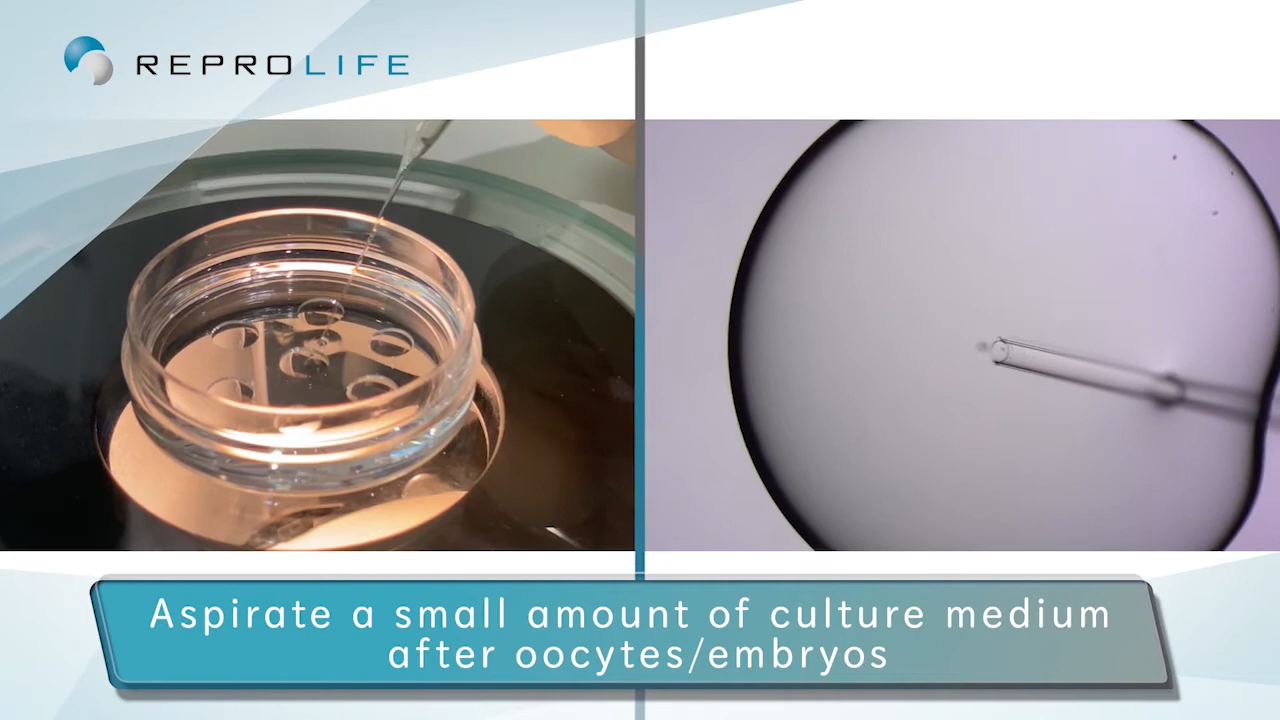 REPROLIFE
Aspirate a small amount of culture medium
after oocytes/embryos